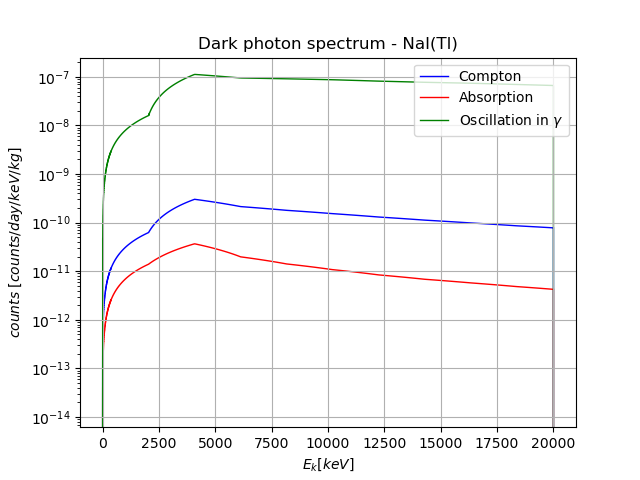 Dark photon spectrum - NaI(Tl)
Compton
Absorption
Oscillation in γ
counts [counts/day/keV/kg]
10⁻⁷
10⁻⁸
10⁻⁹
10⁻¹⁰
10⁻¹¹
10⁻¹²
10⁻¹³
10⁻¹⁴
0 2500 5000 7500 10000 12500 15000 17500 20000
E_k[keV]